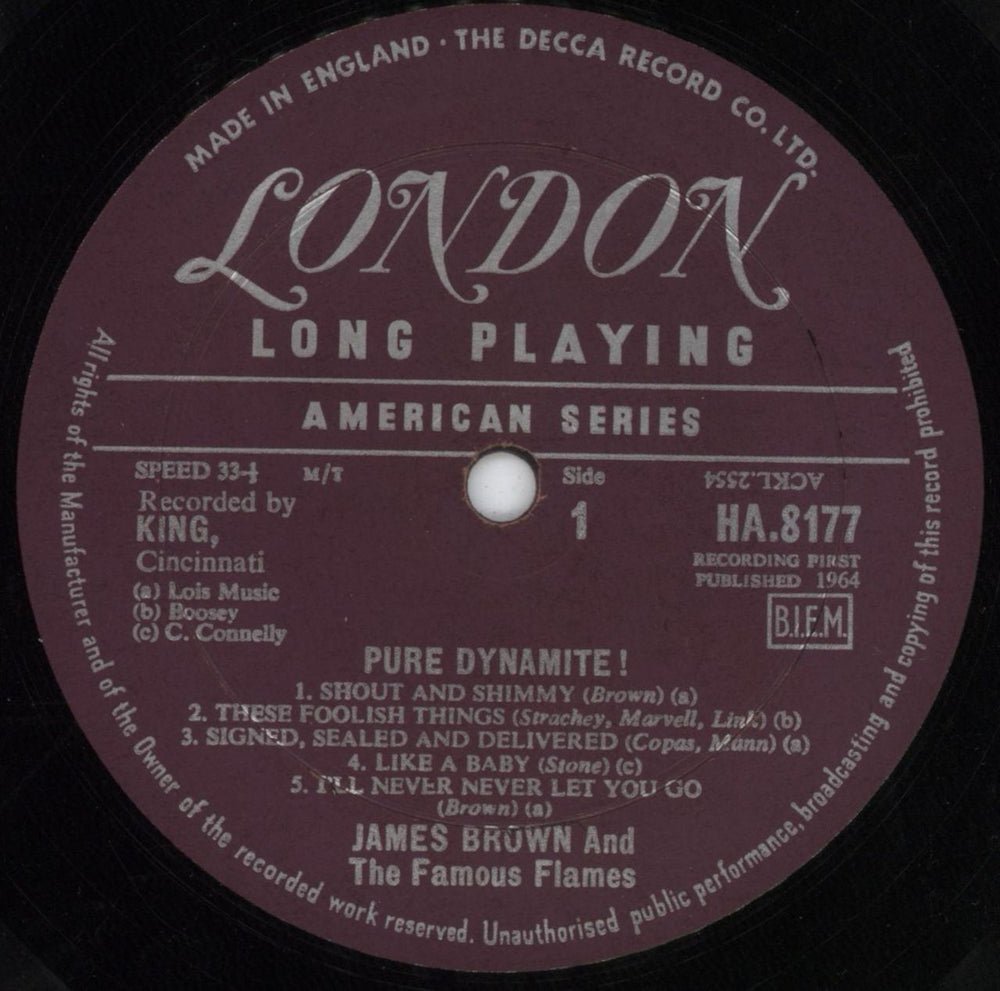 MADE IN ENGLAND · THE DECCA RECORD CO. LTD.
LONDON
LONG PLAYING
AMERICAN SERIES
SPEED 33⅓ M/T Side ACKL.2554
Recorded by 1 HA.8177
KING,
Cincinnati RECORDING FIRST
PUBLISHED 1964
(a) Lois Music
(b) Boosey B.I.E.M.
(c) C. Connelly
PURE DYNAMITE!
1. SHOUT AND SHIMMY (Brown) (a)
2. THESE FOOLISH THINGS (Strachey, Marvell, Link) (b)
3. SIGNED, SEALED AND DELIVERED (Copas, Mann) (a)
4. LIKE A BABY (Stone) (c)
5. I'LL NEVER NEVER LET YOU GO
(Brown) (a)
JAMES BROWN And
The Famous Flames
All rights of the Manufacturer and of the Owner of the recorded work reserved. Unauthorised public performance, broadcasting and copying of this record prohibited